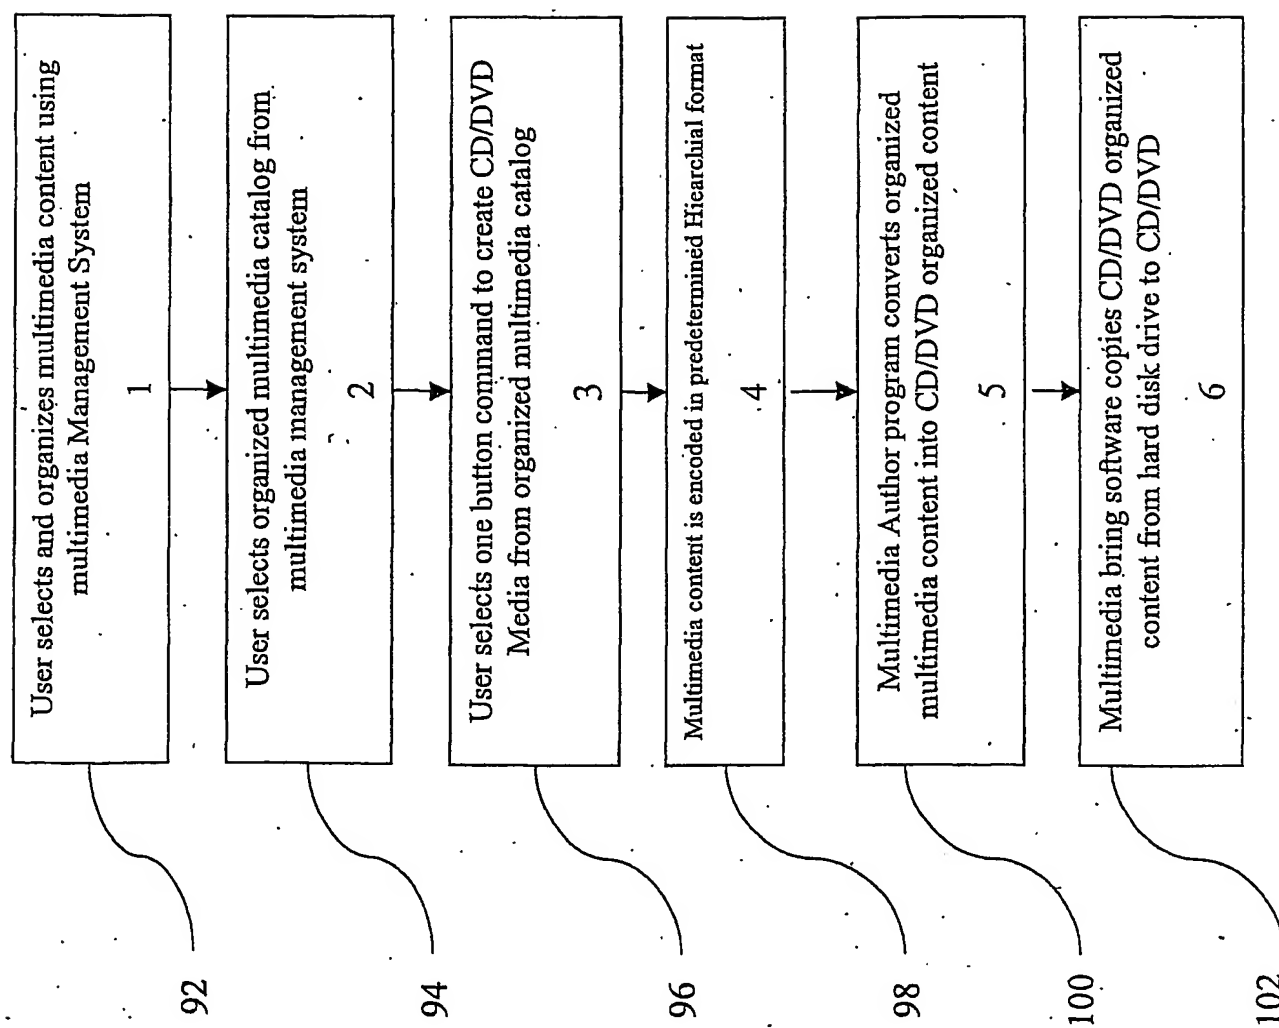 User selects and organizes multimedia content using
multimedia Management System
1
92
User selects organized multimedia catalog from
multimedia management system
2
94
User selects one button command to create CD/DVD
Media from organized multimedia catalog
3
96
Multimedia content is encoded in predetermined Hiearchial format
4
98
Multimedia Author program converts organized
multimedia content into CD/DVD organized content
5
100
Multimedia bring software copies CD/DVD organized
content from hard disk drive to CD/DVD
6
102